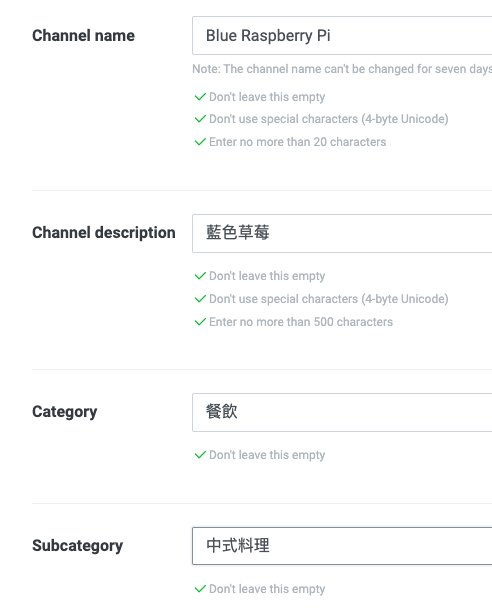 Channel name
Blue Raspberry Pi
Note: The channel name can't be changed for seven days
Don't leave this empty
Don't use special characters (4-byte Unicode)
Enter no more than 20 characters
Channel description
藍色草莓
Don't leave this empty
Don't use special characters (4-byte Unicode)
Enter no more than 500 characters
Category
餐飲
Don't leave this empty
Subcategory
中式料理
Don't leave this empty